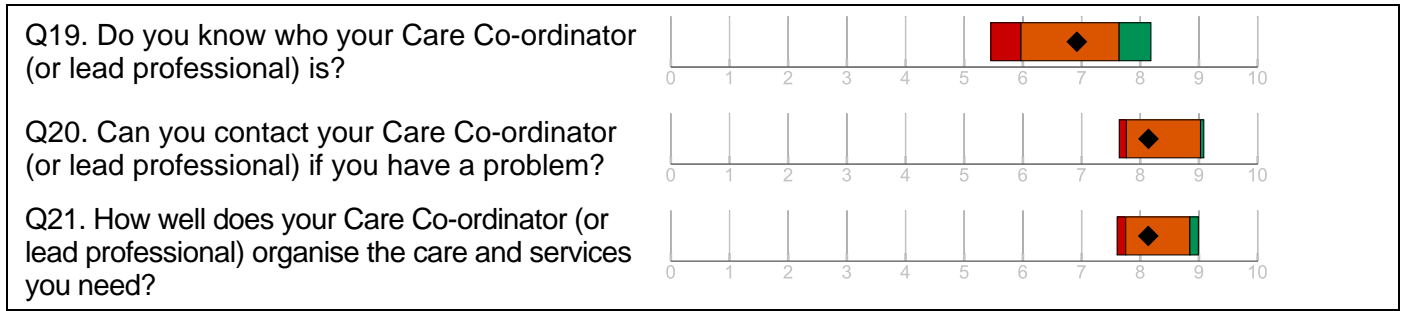 Q19. Do you know who your Care Co-ordinator
(or lead professional) is?
0 1 2 3 4 5 6 7 8 9 10
Q20. Can you contact your Care Co-ordinator
(or lead professional) if you have a problem?
0 1 2 3 4 5 6 7 8 9 10
Q21. How well does your Care Co-ordinator (or
lead professional) organise the care and services
you need?
0 1 2 3 4 5 6 7 8 9 10